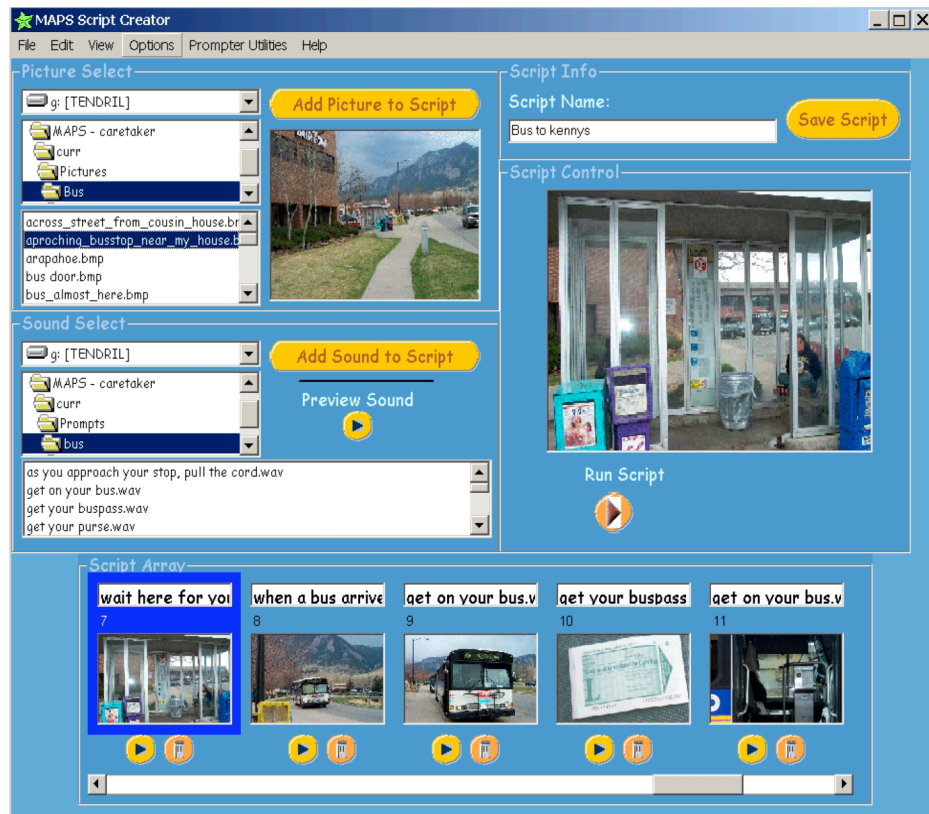 MAPS Script Creator
File Edit View Options Prompter Utilities Help
Picture Select
g: [TENDRIL]
Add Picture to Script
MAPS - caretaker
curr
Pictures
Bus
across_street_from_cousin_house.br
aproching_busstop_near_my_house.b
arapahoe.bmp
bus door.bmp
bus_almost_here.bmp
Script Info
Script Name:
Bus to kennys
Save Script
Script Control
Run Script
Sound Select
g: [TENDRIL]
Add Sound to Script
MAPS - caretaker
curr
Prompts
bus
Preview Sound
as you approach your stop, pull the cord.wav
get on your bus.wav
get your buspass.wav
get your purse.wav
Script Array
wait here for you
when a bus arrive
get on your bus.w
get your buspass
get on your bus.w
7
8
9
10
11